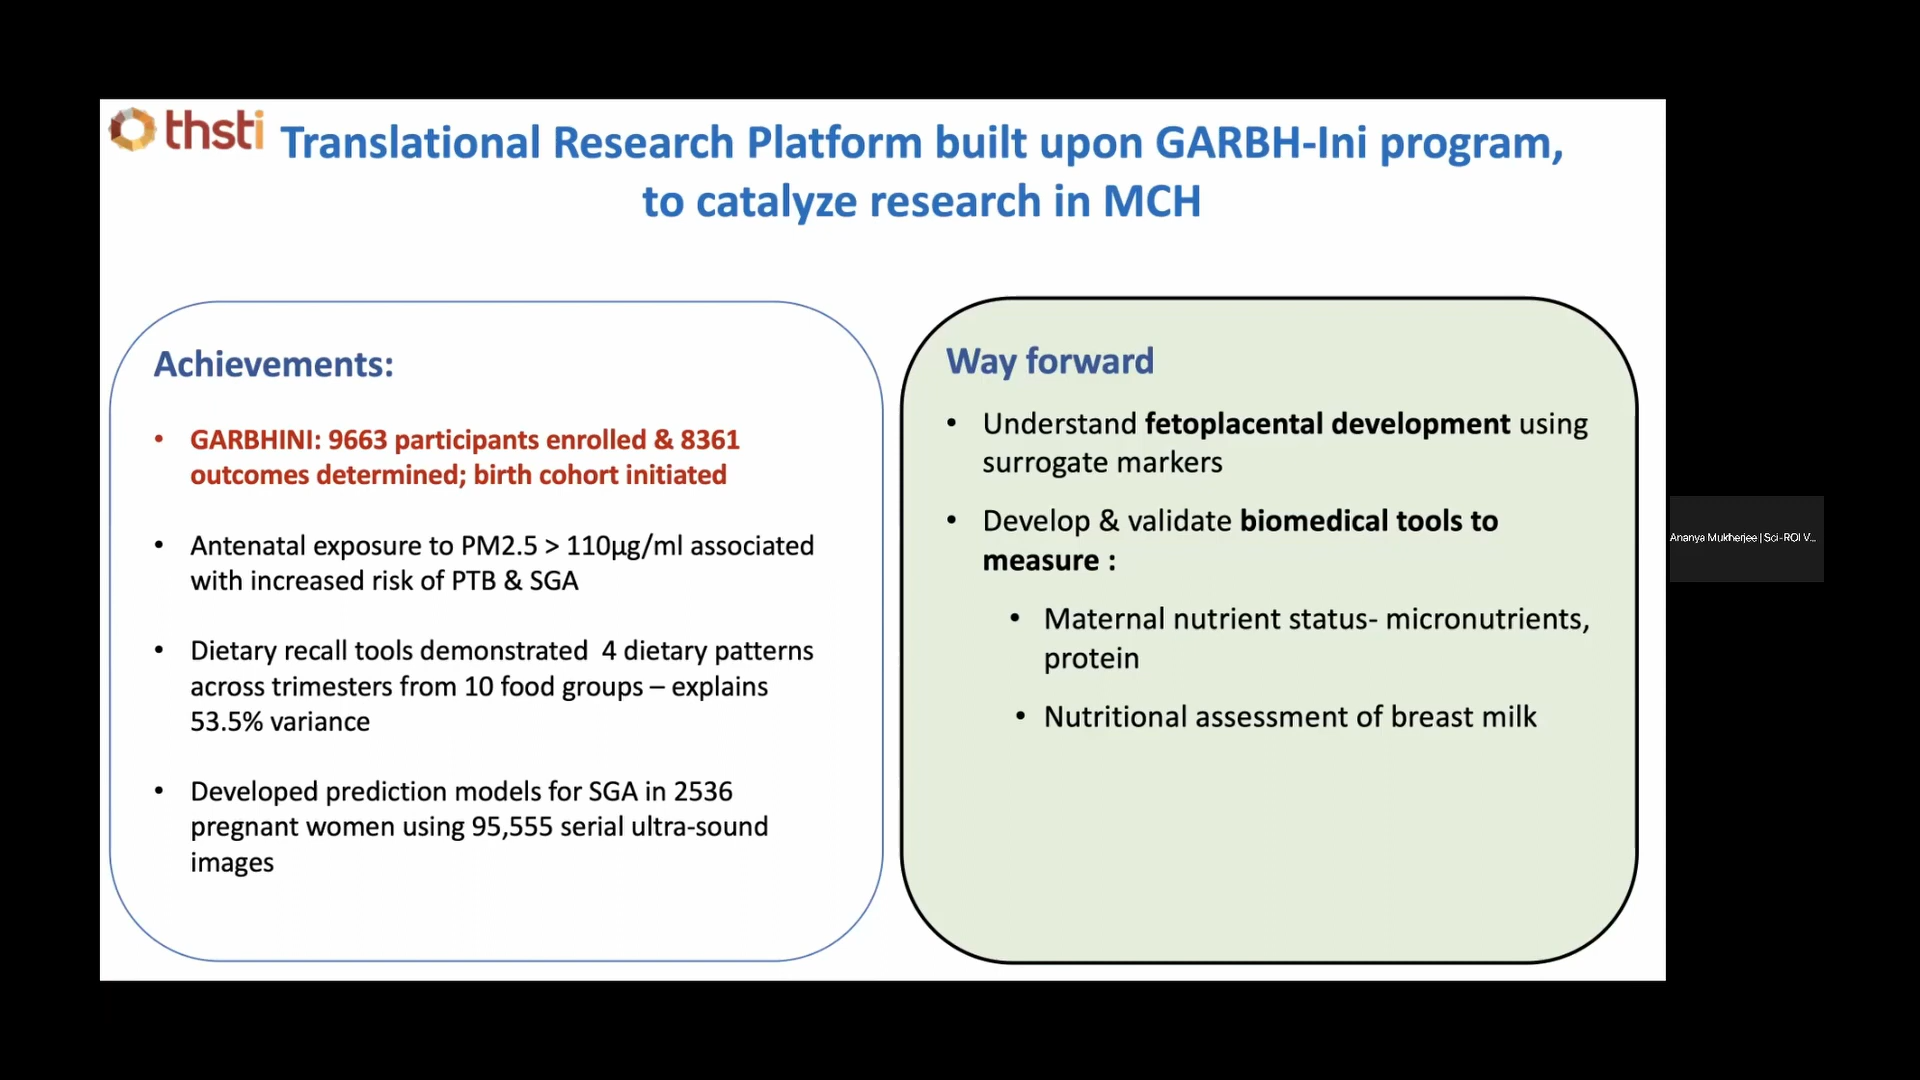 thsti
Translational Research Platform built upon GARBH-Ini program,
to catalyze research in MCH
Achievements:
• GARBHINI: 9663 participants enrolled & 8361
outcomes determined; birth cohort initiated
• Antenatal exposure to PM2.5 > 110µg/ml associated
with increased risk of PTB & SGA
• Dietary recall tools demonstrated  4 dietary patterns
across trimesters from 10 food groups – explains
53.5% variance
• Developed prediction models for SGA in 2536
pregnant women using 95,555 serial ultra-sound
images
Way forward
• Understand fetoplacental development using
surrogate markers
• Develop & validate biomedical tools to
measure :
• Maternal nutrient status- micronutrients,
protein
• Nutritional assessment of breast milk
Ananya Mukherjee | Sci-ROI V...